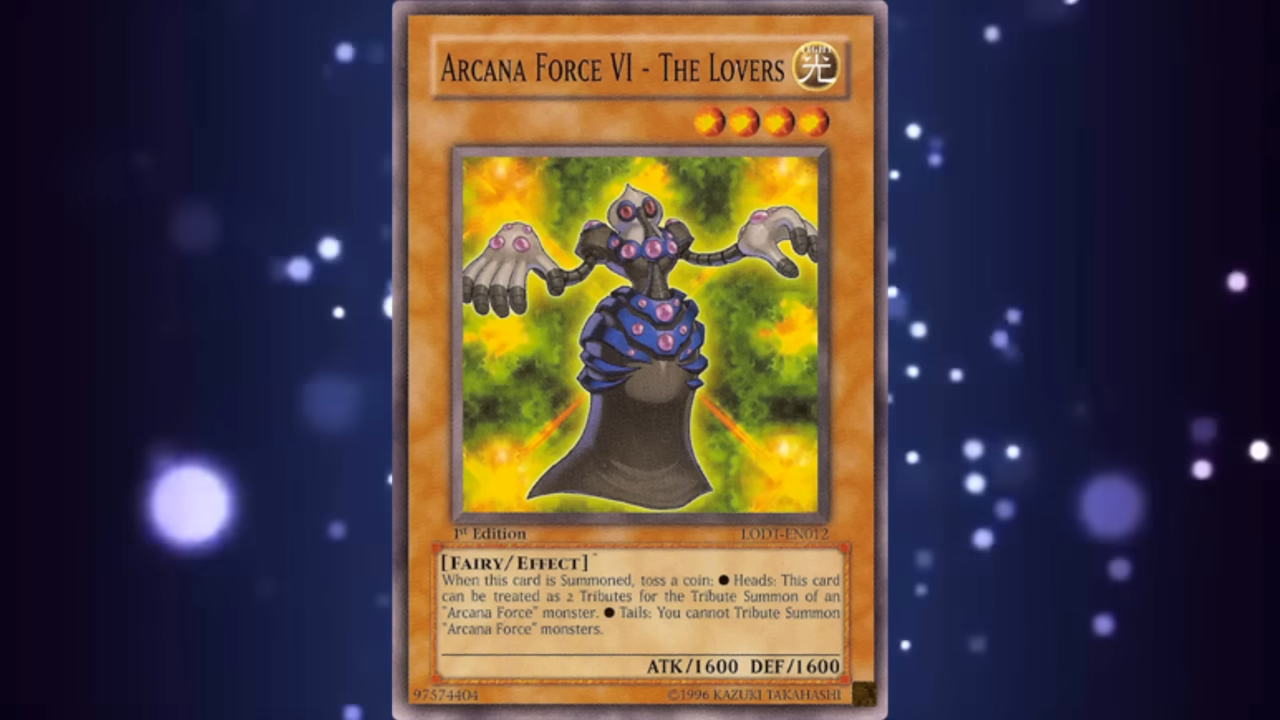 ARCANA FORCE VI - THE LOVERS
LIGHT
光
1st Edition
LODT-EN012
[FAIRY/EFFECT]
When this card is Summoned, toss a coin: ● Heads: This card
can be treated as 2 Tributes for the Tribute Summon of an
"Arcana Force" monster. ● Tails: You cannot Tribute Summon
"Arcana Force" monsters.
ATK/1600 DEF/1600
97574404
©1996 KAZUKI TAKAHASHI